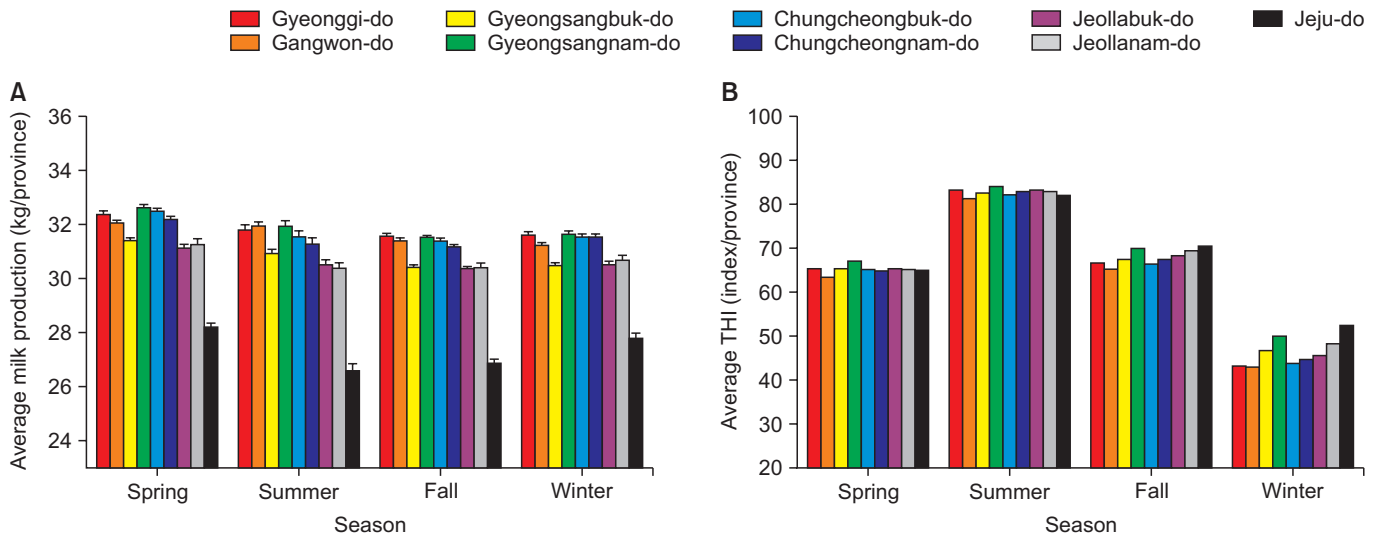 Gyeonggi-do Gyeongsangbuk-do Chungcheongbuk-do Jeollabuk-do Jeju-do
Gangwon-do Gyeongsangnam-do Chungcheongnam-do Jeollanam-do
A
Average milk production (kg/province)
36
34
32
30
28
26
24
Spring Summer Fall Winter
Season
B
Average THI (index/province)
100
90
80
70
60
50
40
30
20
Spring Summer Fall Winter
Season